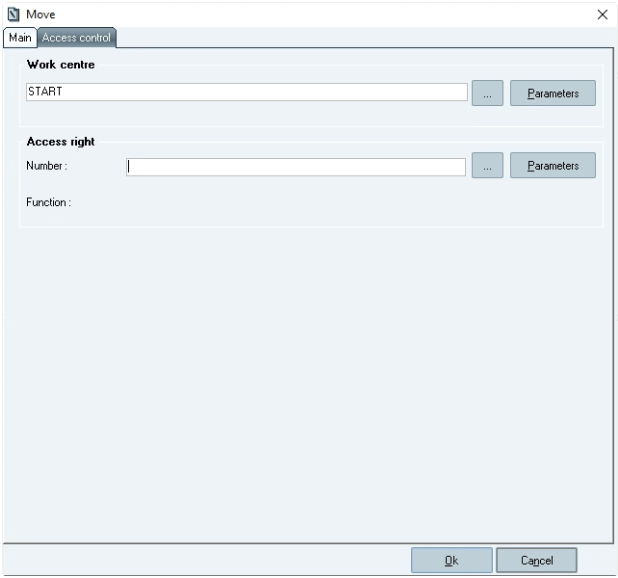 Move
Main Access control
Work centre
START ... Parameters
Access right
Number : ... Parameters
Function :
Ok Cancel